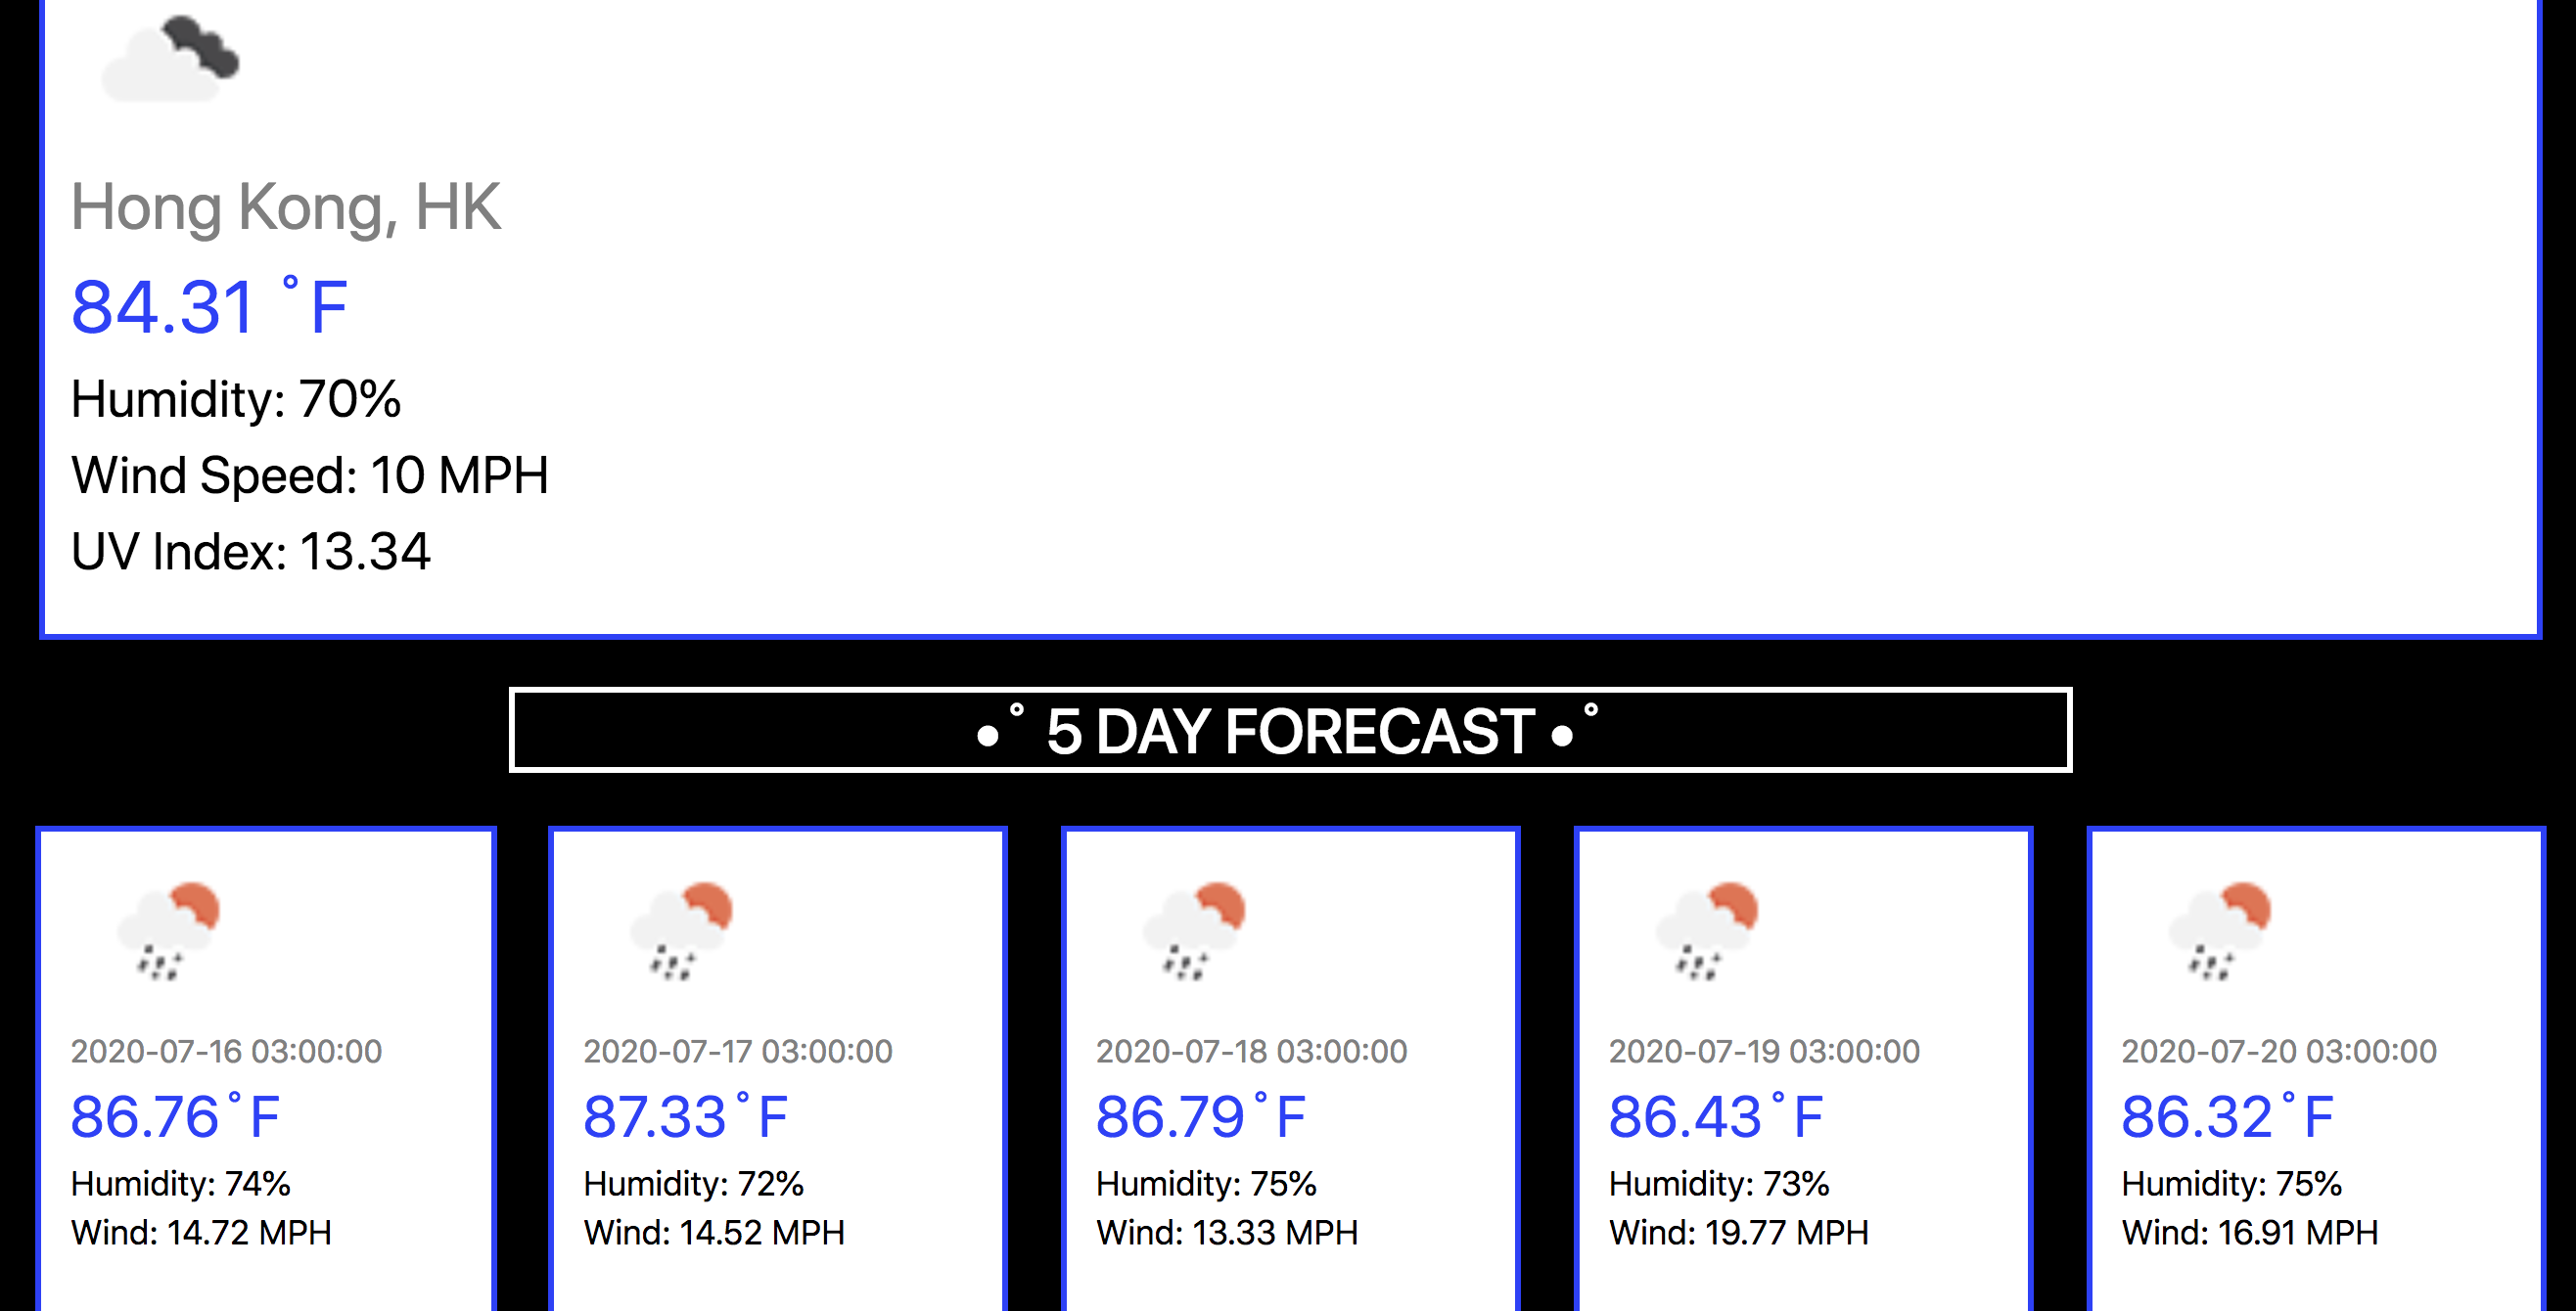 Hong Kong, HK
84.31 °F
Humidity: 70%
Wind Speed: 10 MPH
UV Index: 13.34
•° 5 DAY FORECAST •°
2020-07-16 03:00:00
86.76°F
Humidity: 74%
Wind: 14.72 MPH
2020-07-17 03:00:00
87.33°F
Humidity: 72%
Wind: 14.52 MPH
2020-07-18 03:00:00
86.79°F
Humidity: 75%
Wind: 13.33 MPH
2020-07-19 03:00:00
86.43°F
Humidity: 73%
Wind: 19.77 MPH
2020-07-20 03:00:00
86.32°F
Humidity: 75%
Wind: 16.91 MPH